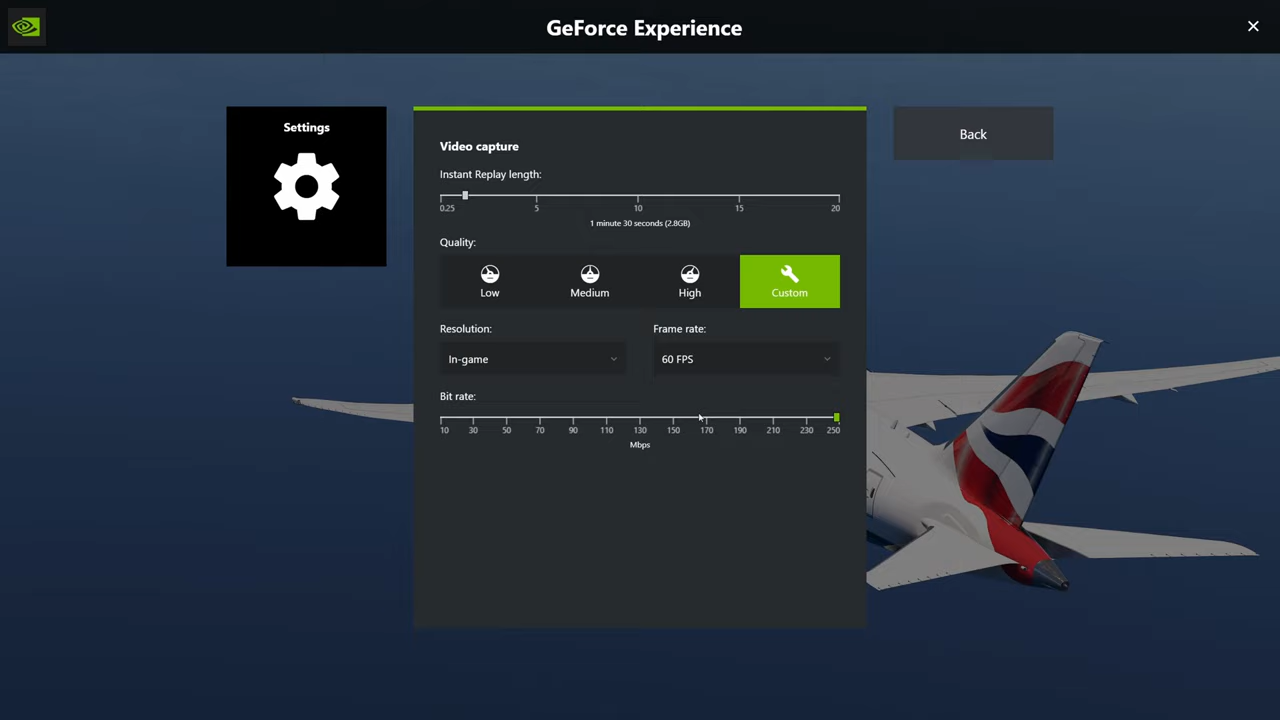 GeForce Experience
Settings
Back
Video capture
Instant Replay length:
0.25 5 10 15 20
1 minute 30 seconds (2.8GB)
Quality:
Low Medium High Custom
Resolution: Frame rate:
In-game 60 FPS
Bit rate:
10 30 50 70 90 110 130 150 170 190 210 230 250
Mbps